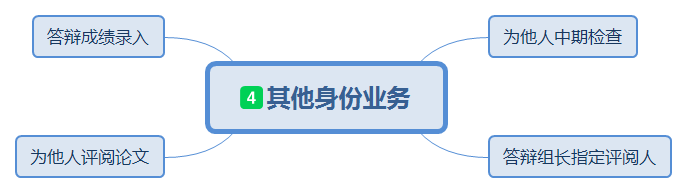 答辩成绩录入
为他人中期检查
4 其他身份业务
为他人评阅论文
答辩组长指定评阅人